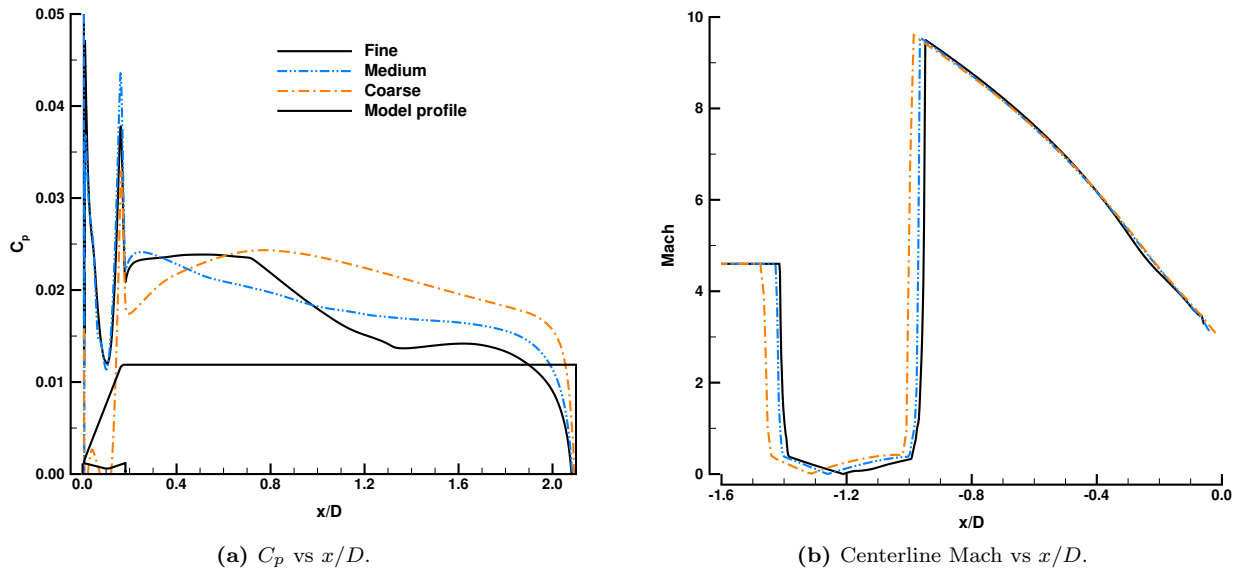 0.05
0.04
0.03
0.02
0.01
0.00
C_p
0.0
0.4
0.8
1.2
1.6
2.0
x/D
Fine
Medium
Coarse
Model profile
10
8
6
4
2
0
Mach
-1.6
-1.2
-0.8
-0.4
0.0
x/D
(a) C_p vs x/D.
(b) Centerline Mach vs x/D.